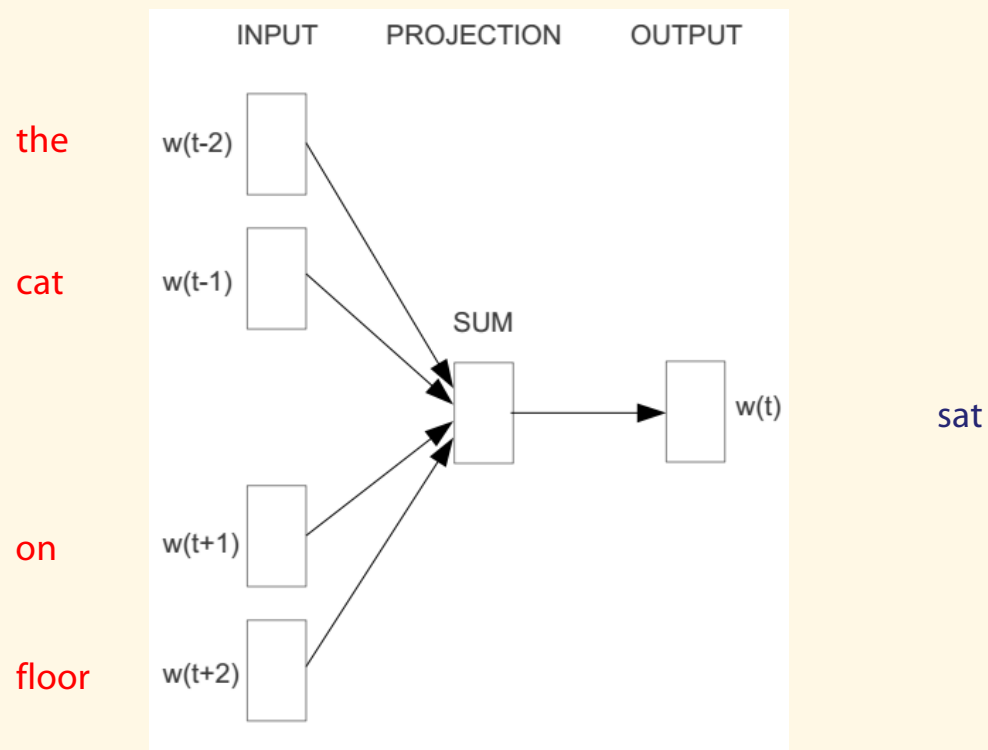 INPUT PROJECTION OUTPUT
the w(t-2)
cat w(t-1)
SUM
w(t) sat
on w(t+1)
floor w(t+2)